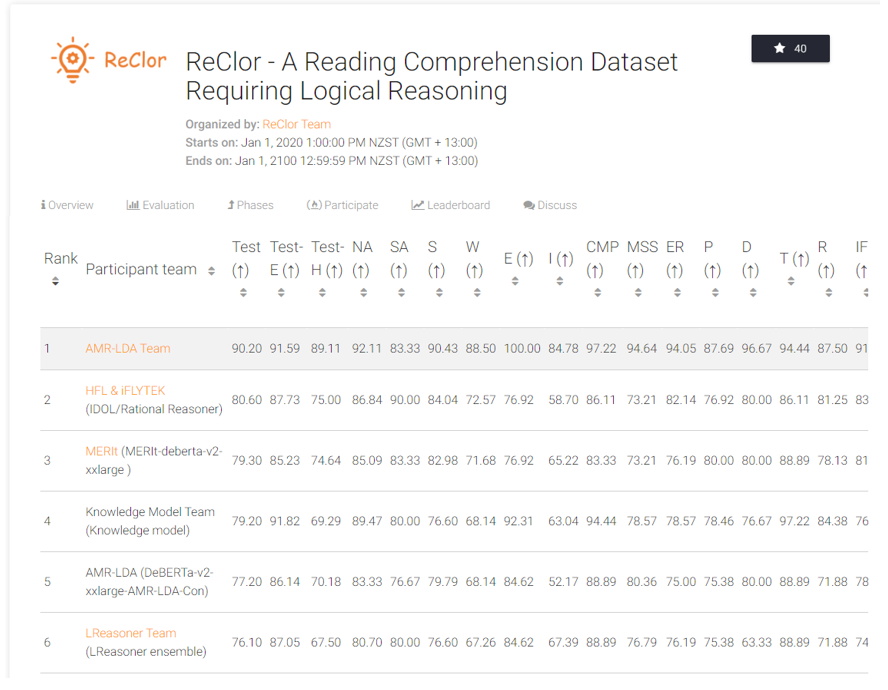 ReClor
ReClor - A Reading Comprehension Dataset
Requiring Logical Reasoning
40
Organized by: ReClor Team
Starts on: Jan 1, 2020 1:00:00 PM NZST (GMT + 13:00)
Ends on: Jan 1, 2100 12:59:59 PM NZST (GMT + 13:00)
Overview Evaluation Phases Participate Leaderboard Discuss
Rank Participant team Test (↑) Test-E (↑) Test-H (↑) NA (↑) SA (↑) S (↑) W (↑) E (↑) I (↑) CMP (↑) MSS (↑) ER (↑) P (↑) D (↑) T (↑) R (↑) IF (↑
1 AMR-LDA Team 90.20 91.59 89.11 92.11 83.33 90.43 88.50 100.00 84.78 97.22 94.64 94.05 87.69 96.67 94.44 87.50 91
2 HFL & iFLYTEK (IDOL/Rational Reasoner) 80.60 87.73 75.00 86.84 90.00 84.04 72.57 76.92 58.70 86.11 73.21 82.14 76.92 80.00 86.11 81.25 83
3 MERIt (MERIt-deberta-v2-xxlarge ) 79.30 85.23 74.64 85.09 83.33 82.98 71.68 76.92 65.22 83.33 73.21 76.19 80.00 80.00 88.89 78.13 81
4 Knowledge Model Team (Knowledge model) 79.20 91.82 69.29 89.47 80.00 76.60 68.14 92.31 63.04 94.44 78.57 78.57 78.46 76.67 97.22 84.38 76
5 AMR-LDA (DeBERTa-v2-xxlarge-AMR-LDA-Con) 77.20 86.14 70.18 83.33 76.67 79.79 68.14 84.62 52.17 88.89 80.36 75.00 75.38 80.00 88.89 71.88 78
6 LReasoner Team (LReasoner ensemble) 76.10 87.05 67.50 80.70 80.00 76.60 67.26 84.62 67.39 88.89 76.79 76.19 75.38 63.33 88.89 71.88 74